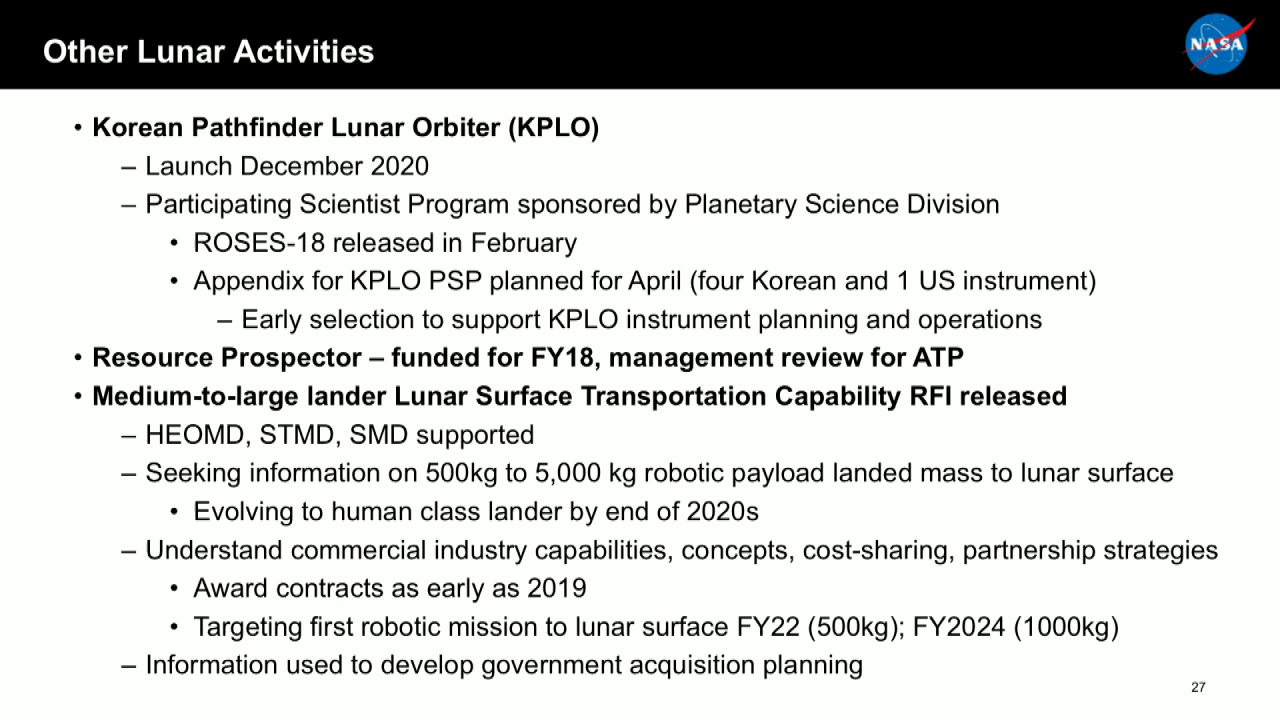 Other Lunar Activities
NASA
• Korean Pathfinder Lunar Orbiter (KPLO)
– Launch December 2020
– Participating Scientist Program sponsored by Planetary Science Division
• ROSES-18 released in February
• Appendix for KPLO PSP planned for April (four Korean and 1 US instrument)
– Early selection to support KPLO instrument planning and operations
• Resource Prospector – funded for FY18, management review for ATP
• Medium-to-large lander Lunar Surface Transportation Capability RFI released
– HEOMD, STMD, SMD supported
– Seeking information on 500kg to 5,000 kg robotic payload landed mass to lunar surface
• Evolving to human class lander by end of 2020s
– Understand commercial industry capabilities, concepts, cost-sharing, partnership strategies
• Award contracts as early as 2019
• Targeting first robotic mission to lunar surface FY22 (500kg); FY2024 (1000kg)
– Information used to develop government acquisition planning
27